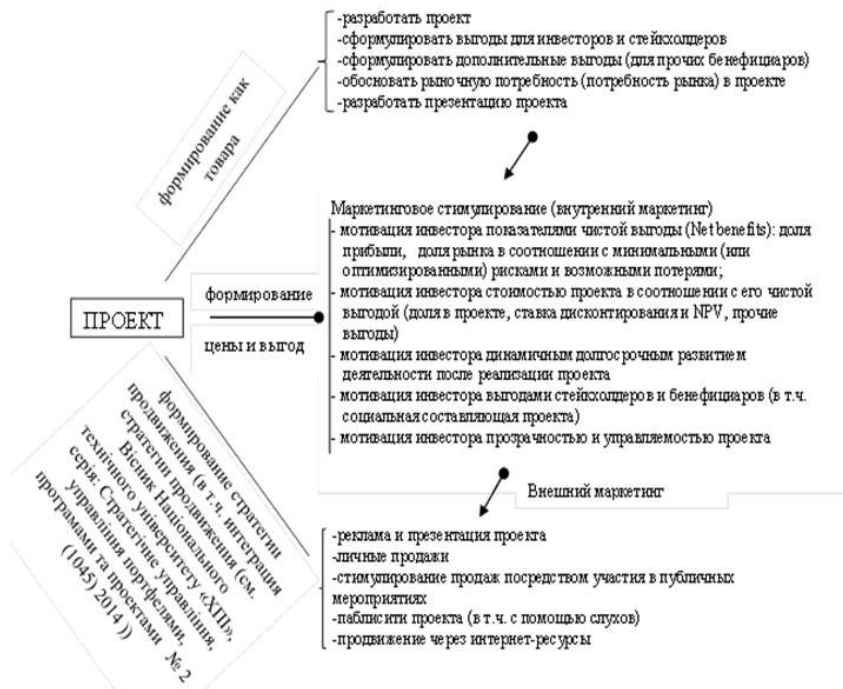 -разработать проект
-сформулировать выгоды для инвесторов и стейкхолдеров
-сформулировать дополнительные выгоды (для прочих бенефициаров)
-обосновать рыночную потребность (потребность рынка) в проекте
-разработать презентацию проекта
формирование как
товара
Маркетинговое стимулирование (внутренний маркетинг)
- мотивация инвестора показателями чистой выгоды (Net benefits): доля
прибыли, доля рынка в соотношении с минимальными (или
оптимизированными) рисками и возможными потерями;
- мотивация инвестора стоимостью проекта в соотношении с его чистой
выгодой (доля в проекте, ставка дисконтирования и NPV, прочие
выгоды)
- мотивация инвестора динамичным долгосрочным развитием
деятельности после реализации проекта
- мотивация инвестора выгодами стейкхолдеров и бенефициаров (в т.ч.
социальная составляющая проекта)
- мотивация инвестора прозрачностью и управляемостью проекта
ПРОЕКТ
формирование
цены и выгод
формирование стратегии
продвижения (в т.ч. интеграция
стратегии продвижения (см.
Вісник Національного
технічного університету «ХПІ»,
серія: Стратегічне управління,
управління портфелями,
програмами та проектами № 2
(1045) 2014 ))
Внешний маркетинг
-реклама и презентация проекта
-личные продажи
-стимулирование продаж посредством участия в публичных
мероприятиях
-паблисити проекта (в т.ч. с помощью слухов)
-продвижение через интернет-ресурсы